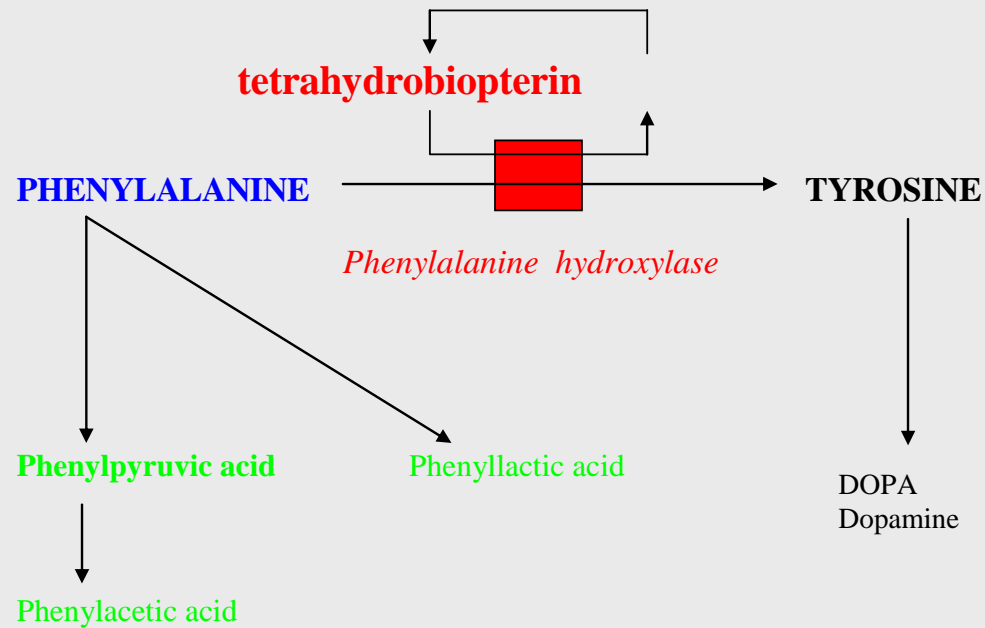 tetrahydrobiopterin
PHENYLALANINE
TYROSINE
Phenylalanine hydroxylase
Phenylpyruvic acid
Phenyllactic acid
DOPA
Dopamine
Phenylacetic acid